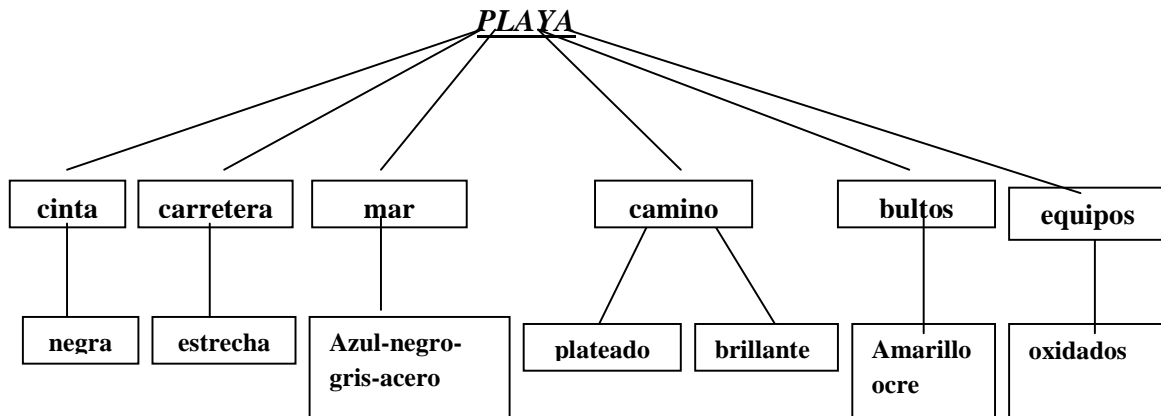 PLAYA
cinta
carretera
mar
camino
bultos
equipos
negra
estrecha
Azul-negro-
gris-acero
plateado
brillante
Amarillo
ocre
oxidados